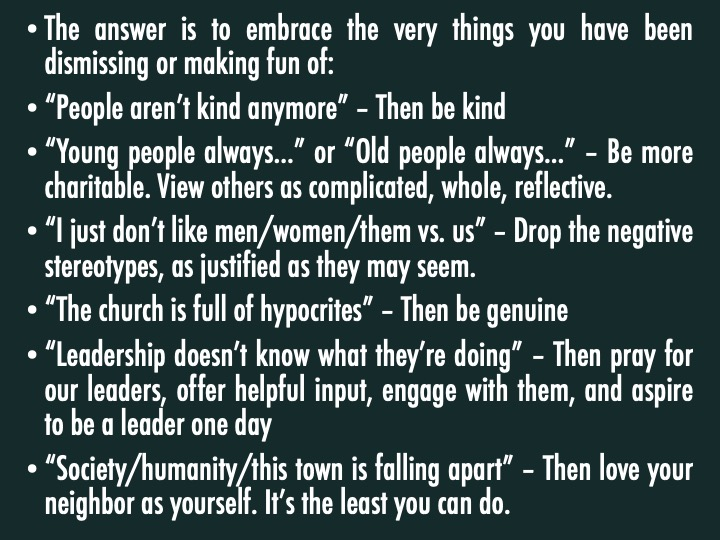 • The answer is to embrace the very things you have been
dismissing or making fun of:
• “People aren’t kind anymore” – Then be kind
• “Young people always...” or “Old people always...” – Be more
charitable. View others as complicated, whole, reflective.
• “I just don’t like men/women/them vs. us” – Drop the negative
stereotypes, as justified as they may seem.
• “The church is full of hypocrites” – Then be genuine
• “Leadership doesn’t know what they’re doing” – Then pray for
our leaders, offer helpful input, engage with them, and aspire
to be a leader one day
• “Society/humanity/this town is falling apart” – Then love your
neighbor as yourself. It’s the least you can do.